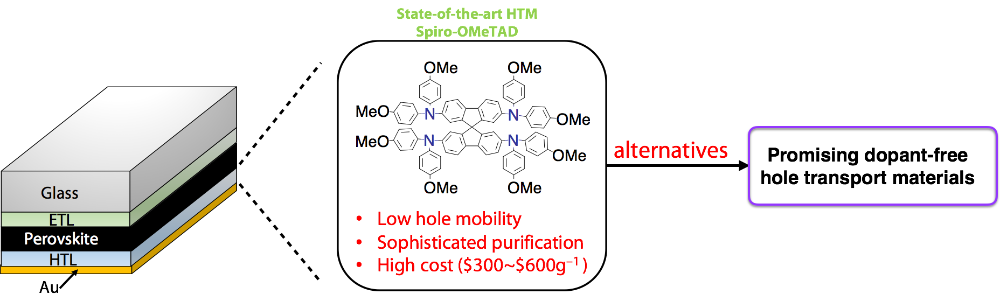 State-of-the-art HTM
Spiro-OMeTAD
OMe
OMe
MeO
N
N
OMe
MeO
N
N
OMe
OMe
OMe
• Low hole mobility
• Sophisticated purification
• High cost ($300~$600g⁻¹)
alternatives
Promising dopant-free
hole transport materials
Glass
ETL
Perovskite
HTL
Au